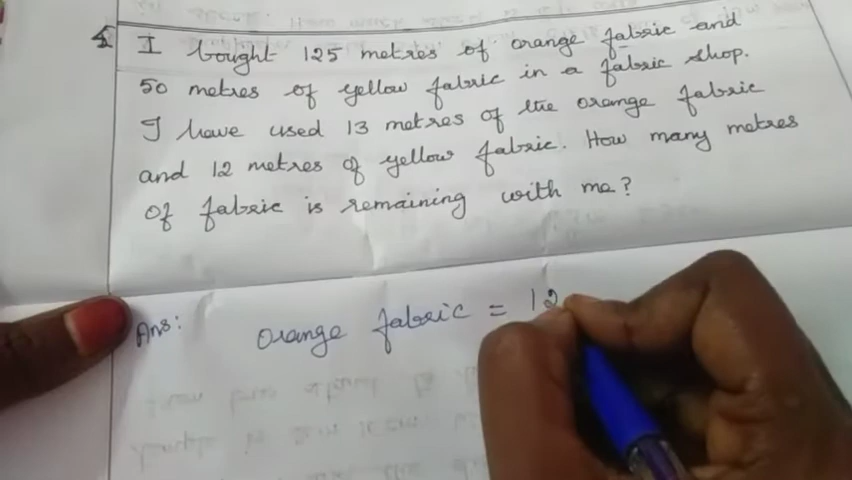 1 I bought 125 metres of orange fabric and
50 metres of yellow fabric in a fabric shop.
I have used 13 metres of the orange fabric
and 12 metres of yellow fabric. How many metres
of fabric is remaining with me?
Ans: Orange fabric = 12